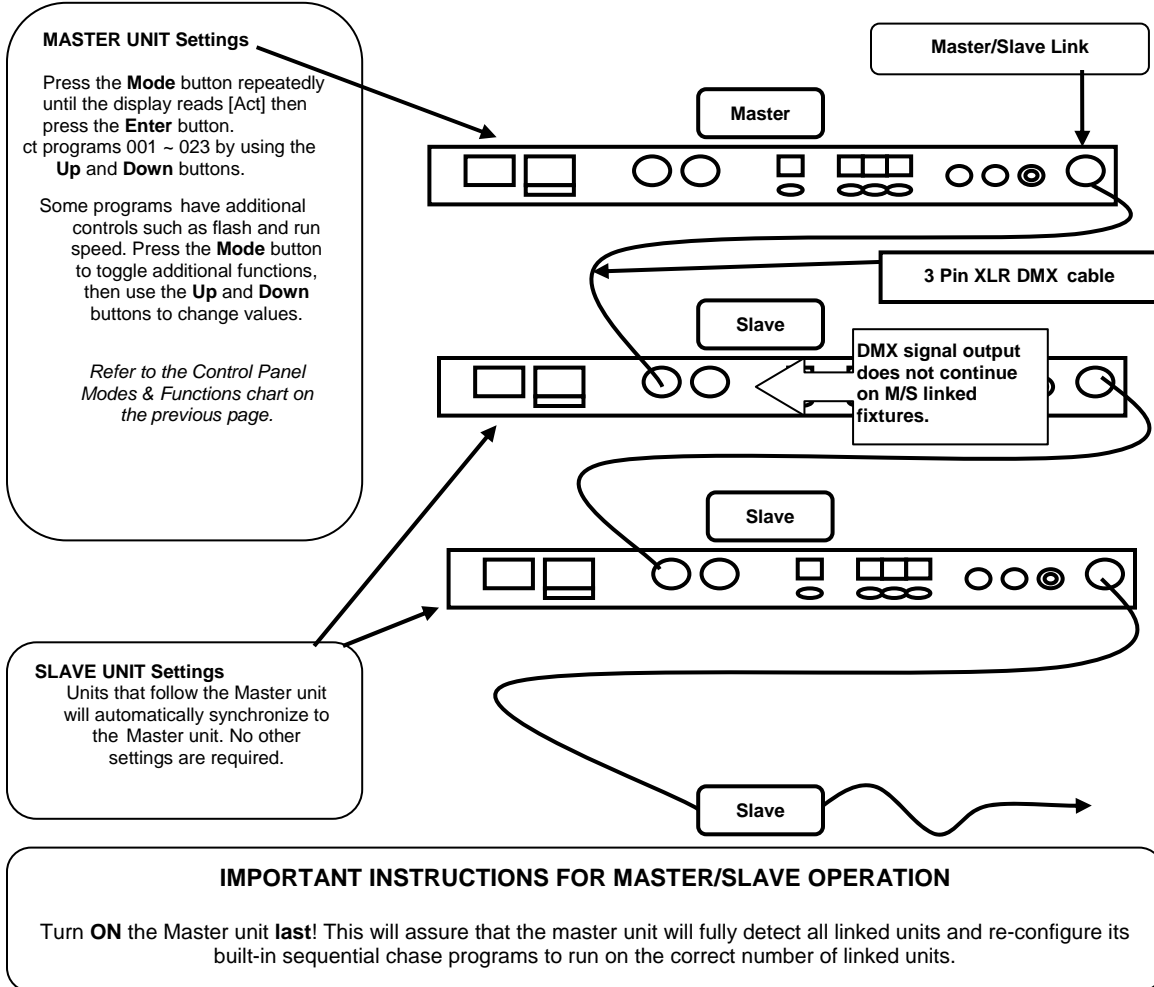 MASTER UNIT Settings
Press the Mode button repeatedly
until the display reads [Act] then
press the Enter button.
ct programs 001 ~ 023 by using the
Up and Down buttons.
Some programs have additional
controls such as flash and run
speed. Press the Mode button
to toggle additional functions,
then use the Up and Down
buttons to change values.
Refer to the Control Panel
Modes & Functions chart on
the previous page.
Master/Slave Link
Master
3 Pin XLR DMX cable
Slave
DMX signal output
does not continue
on M/S linked
fixtures.
Slave
SLAVE UNIT Settings
Units that follow the Master unit
will automatically synchronize to
the Master unit. No other
settings are required.
Slave
IMPORTANT INSTRUCTIONS FOR MASTER/SLAVE OPERATION
Turn ON the Master unit last! This will assure that the master unit will fully detect all linked units and re-configure its
built-in sequential chase programs to run on the correct number of linked units.